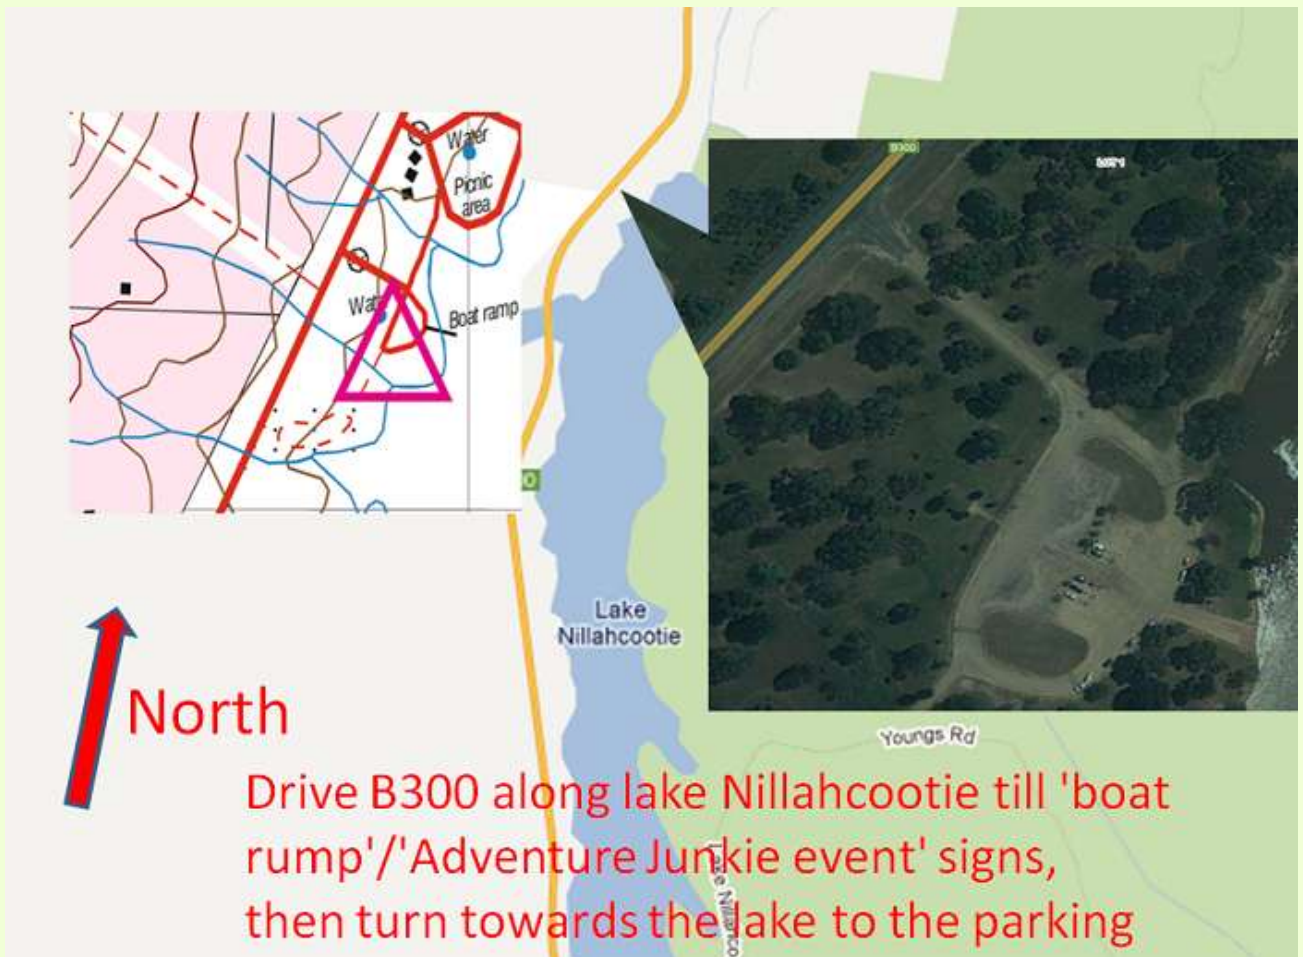 B300
Water
Picnic
area
Boat ramp
Lake
Nillahcootie
Youngs Rd
North
Drive B300 along lake Nillahcootie till 'boat
rump'/'Adventure Junkie event' signs,
then turn towards the lake to the parking